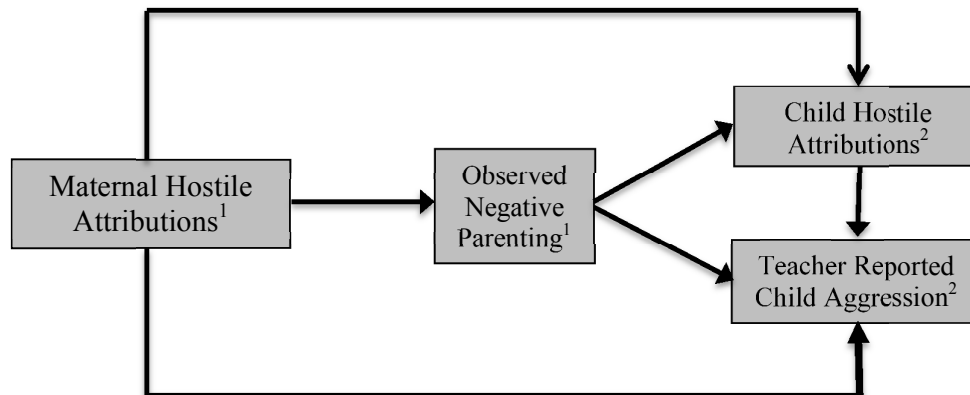 Maternal Hostile
Attributions¹
Observed
Negative
Parenting¹
Child Hostile
Attributions²
Teacher Reported
Child Aggression²